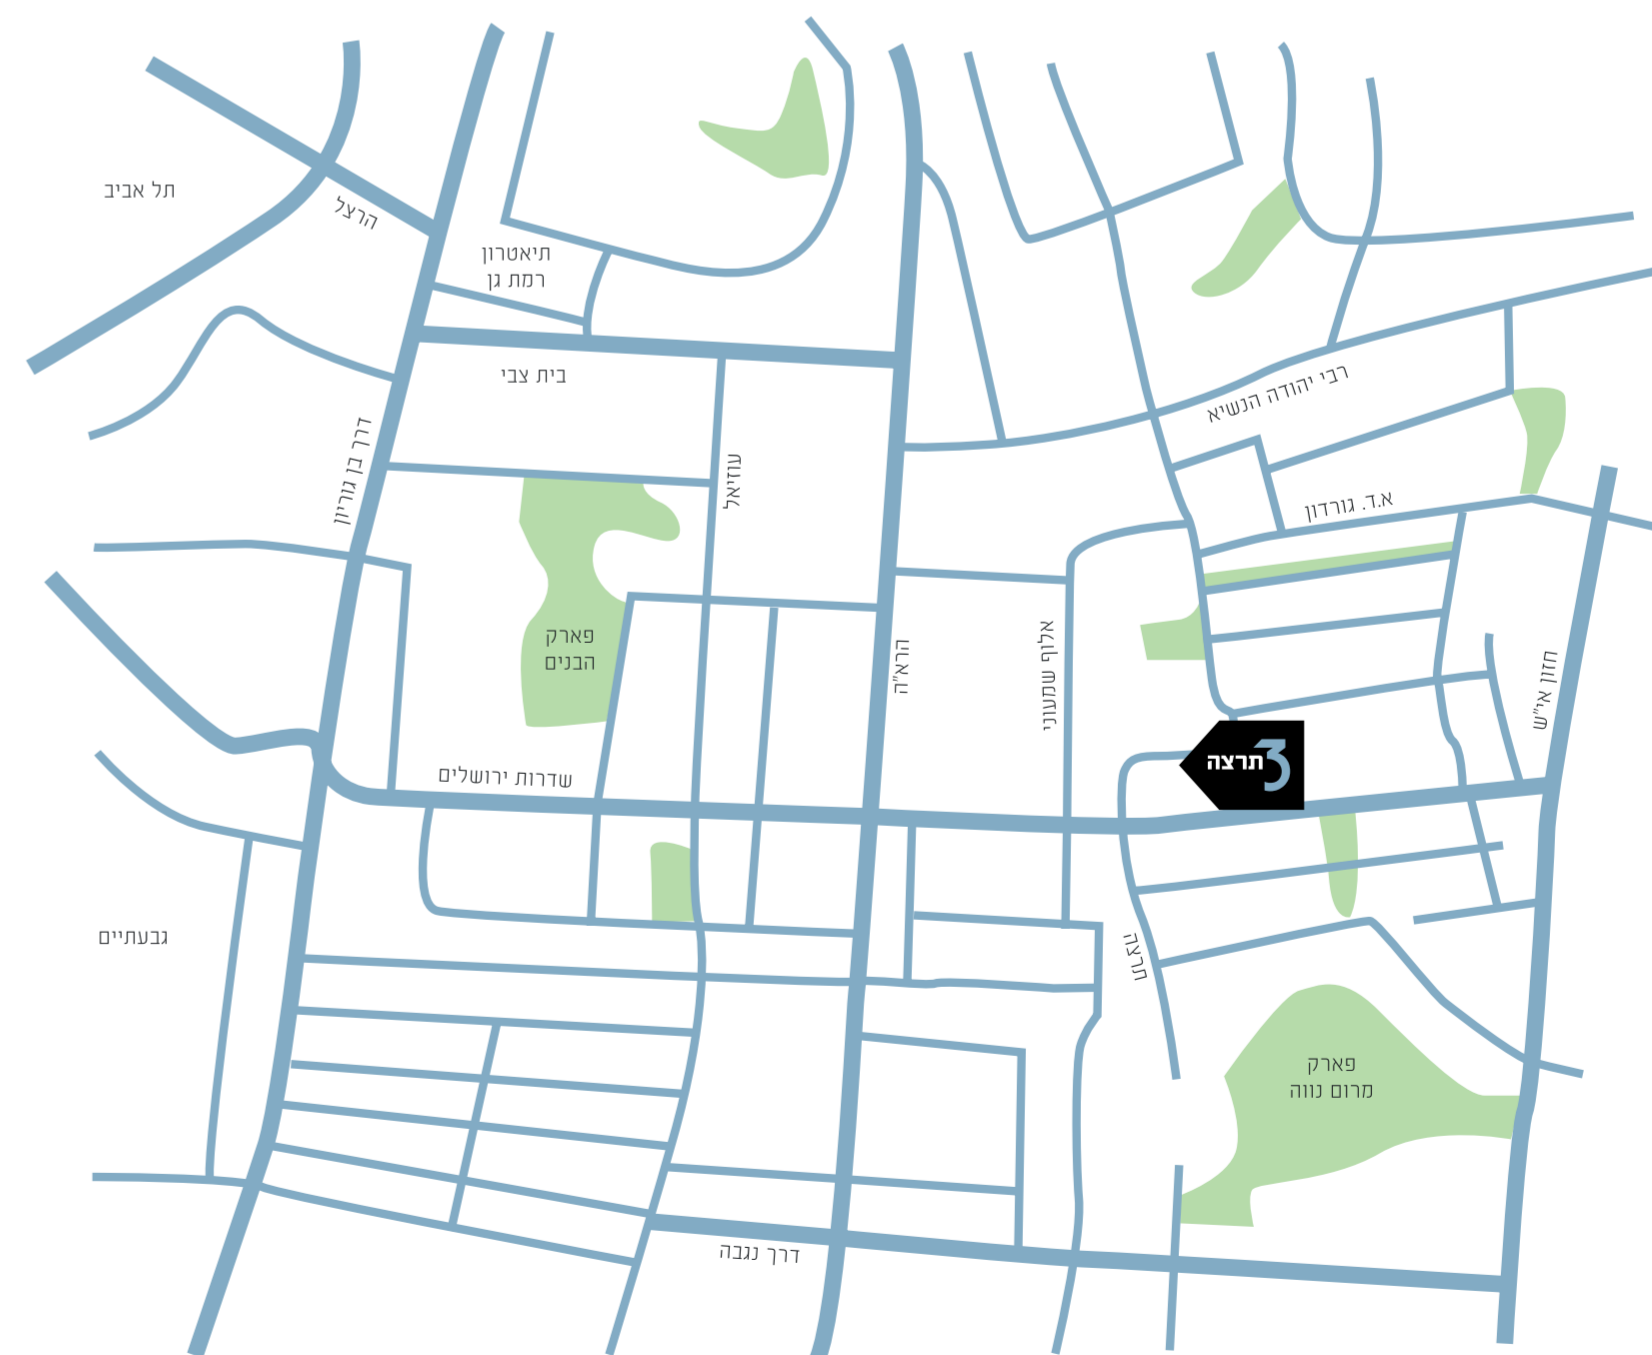 תל אביב
הרצל
תיאטרון
רמת גן
בית צבי
רבי יהודה הנשיא
דרך בן גוריון
עוזיאל
א.ד. גורדון
פארק
הבנים
הרא"ה
אלוף שמעוני
חזון אי"ש
שדרות ירושלים
תרצה 3
גבעתיים
תרצה
פארק
מרום נווה
דרך נגבה